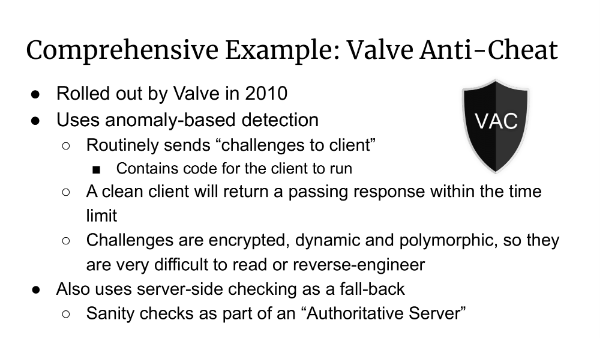 Comprehensive Example: Valve Anti-Cheat
● Rolled out by Valve in 2010
● Uses anomaly-based detection
○ Routinely sends “challenges to client”
■ Contains code for the client to run
○ A clean client will return a passing response within the time
limit
○ Challenges are encrypted, dynamic and polymorphic, so they
are very difficult to read or reverse-engineer
● Also uses server-side checking as a fall-back
○ Sanity checks as part of an “Authoritative Server”
VAC